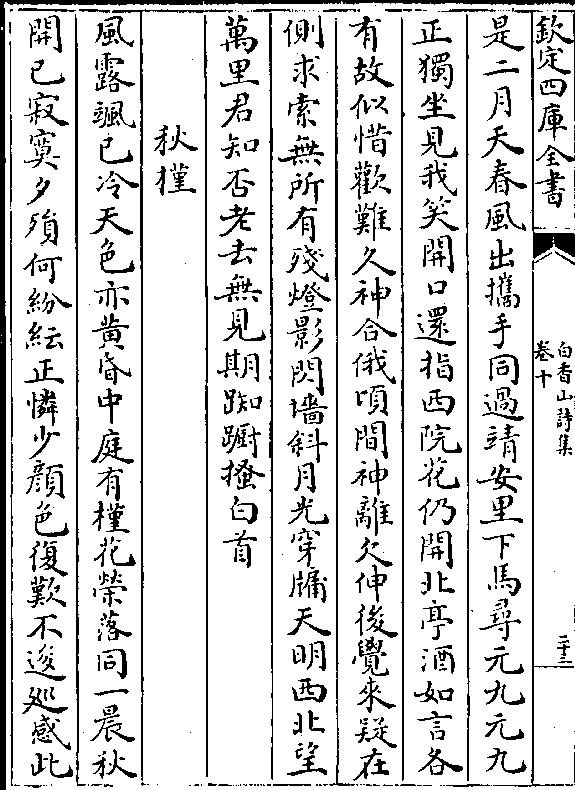 欽定四庫全書
白香山詩集
卷十
二十三
是二月天春風出攜手同過靖安里下馬尋元九元九
正獨坐見我笑開口還指西院花仍開北亭酒如言各
有故似惜歡難久神合俄頃間神離欠伸後覺來疑在
側求索無所有殘燈影閃墻斜月光穿牖天明西北望
萬里君知否老去無見期踟躕搔白首
秋槿
風露颯已冷天色亦黄昏中庭有槿花榮落同一晨秋
開已寂寞夕殞何紛紜正憐少顔色復歎不逡巡感此